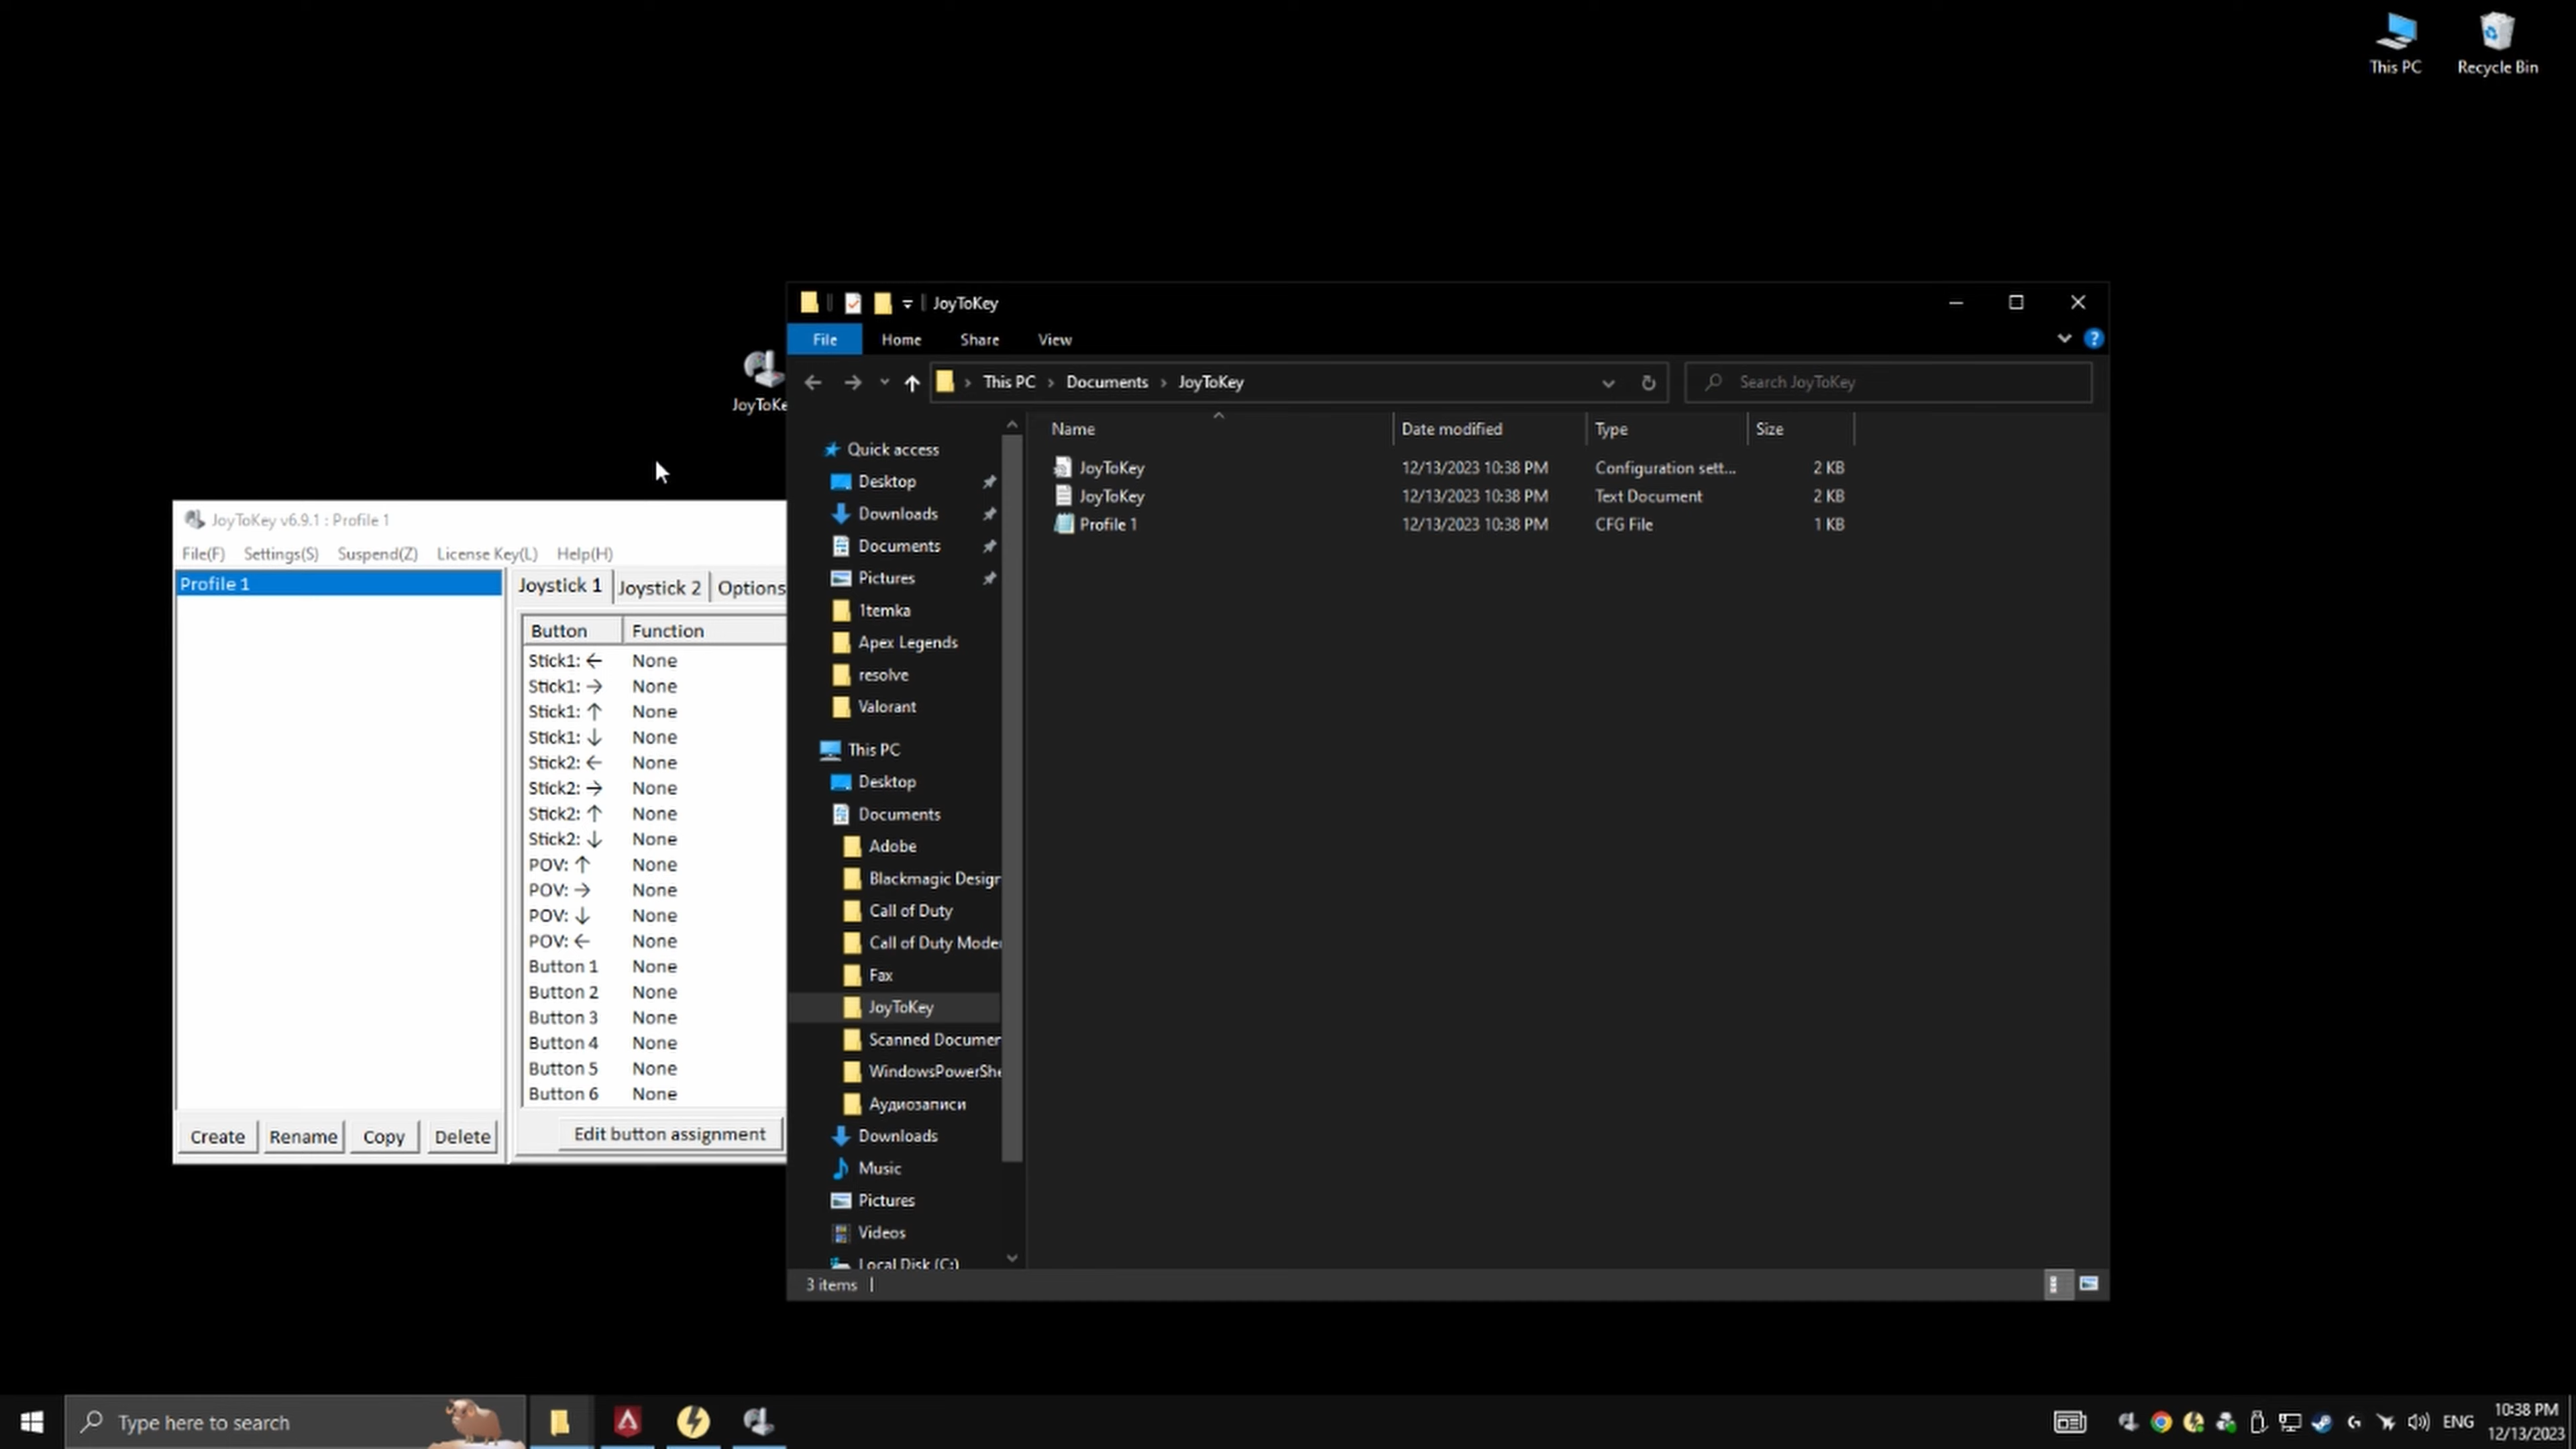 This PC
Recycle Bin
JoyToKe
JoyToKey v6.9.1 : Profile 1
File(F) Settings(S) Suspend(Z) License Key(L) Help(H)
Profile 1
Joystick 1 Joystick 2 Options
Button Function
Stick1: ← None
Stick1: → None
Stick1: ↑ None
Stick1: ↓ None
Stick2: ← None
Stick2: → None
Stick2: ↑ None
Stick2: ↓ None
POV: ↑ None
POV: → None
POV: ↓ None
POV: ← None
Button 1 None
Button 2 None
Button 3 None
Button 4 None
Button 5 None
Button 6 None
Create Rename Copy Delete
Edit button assignment
JoyToKey
File Home Share View
This PC › Documents › JoyToKey
Search JoyToKey
Name Date modified Type Size
JoyToKey 12/13/2023 10:38 PM Configuration sett... 2 KB
JoyToKey 12/13/2023 10:38 PM Text Document 2 KB
Profile 1 12/13/2023 10:38 PM CFG File 1 KB
Quick access
Desktop
Downloads
Documents
Pictures
1temka
Apex Legends
resolve
Valorant
This PC
Desktop
Documents
Adobe
Blackmagic Design
Call of Duty
Call of Duty Moder
Fax
JoyToKey
Scanned Documen
WindowsPowerShe
Аудиозаписи
Downloads
Music
Pictures
Videos
Local Disk (C:)
3 items
Type here to search
ENG
10:38 PM
12/13/2023